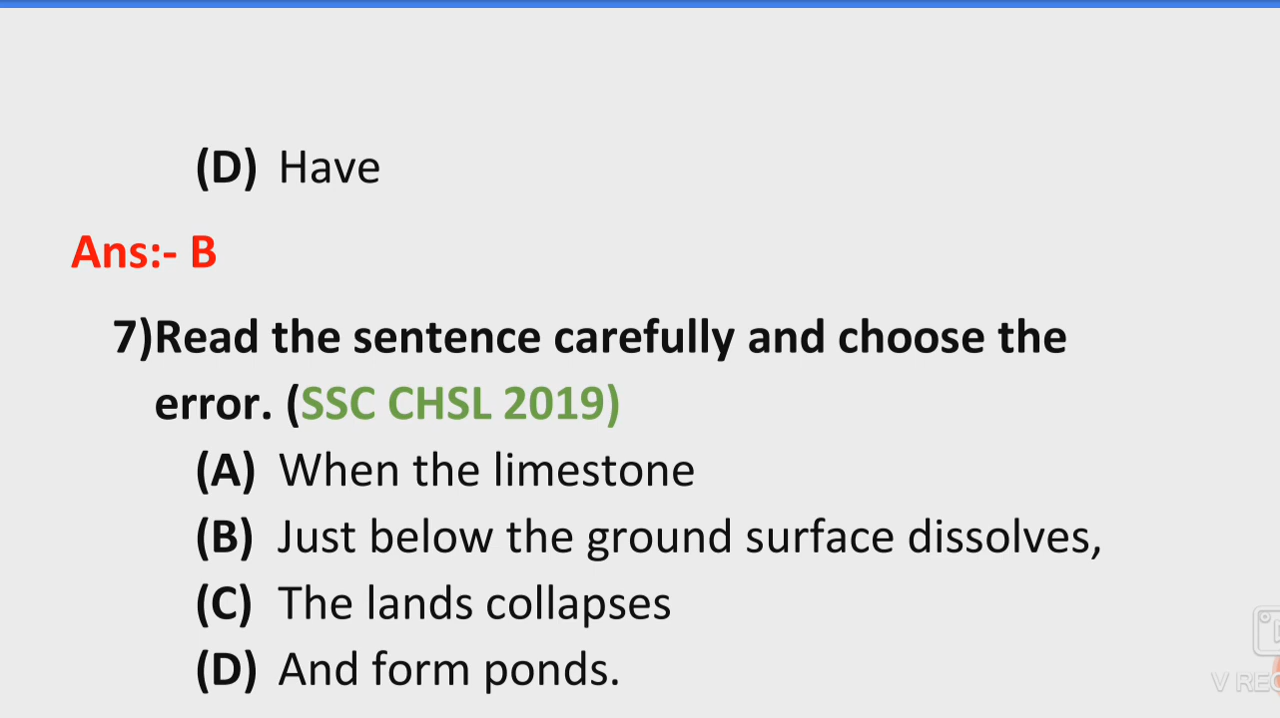 (D) Have
Ans:- B
7)Read the sentence carefully and choose the
error. (SSC CHSL 2019)
(A) When the limestone
(B) Just below the ground surface dissolves,
(C) The lands collapses
(D) And form ponds.